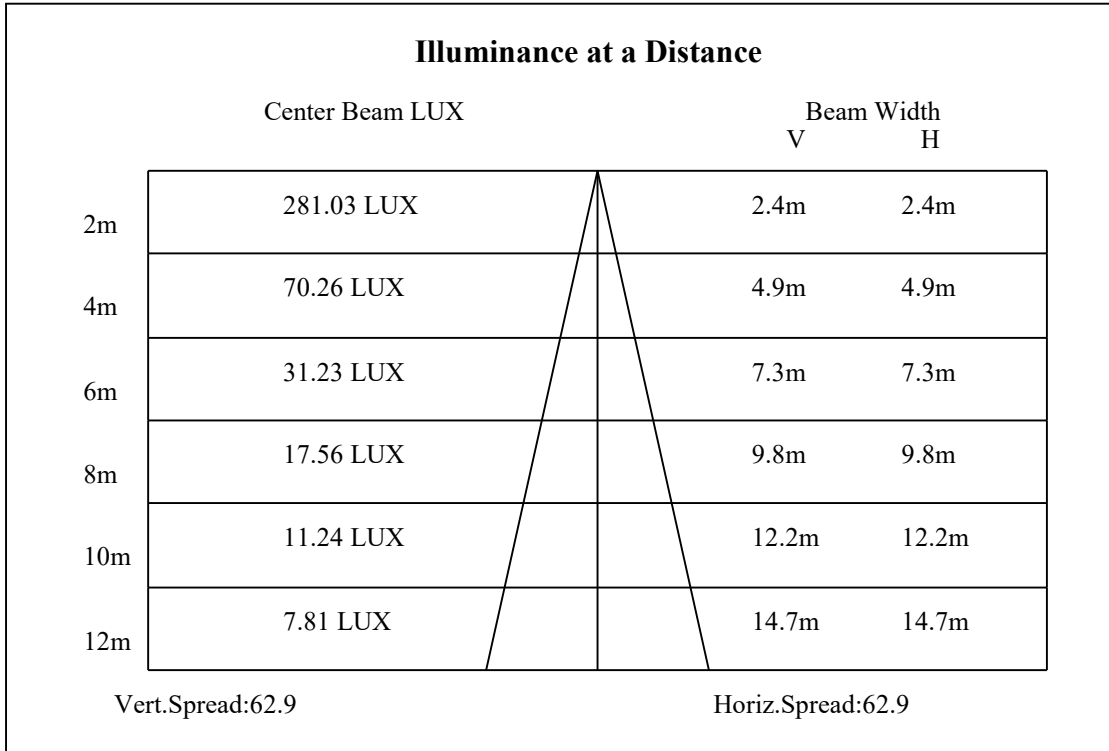 Illuminance at a Distance
Center Beam LUX Beam Width
V H
2m 281.03 LUX 2.4m 2.4m
4m 70.26 LUX 4.9m 4.9m
6m 31.23 LUX 7.3m 7.3m
8m 17.56 LUX 9.8m 9.8m
10m 11.24 LUX 12.2m 12.2m
12m 7.81 LUX 14.7m 14.7m
Vert.Spread:62.9 Horiz.Spread:62.9